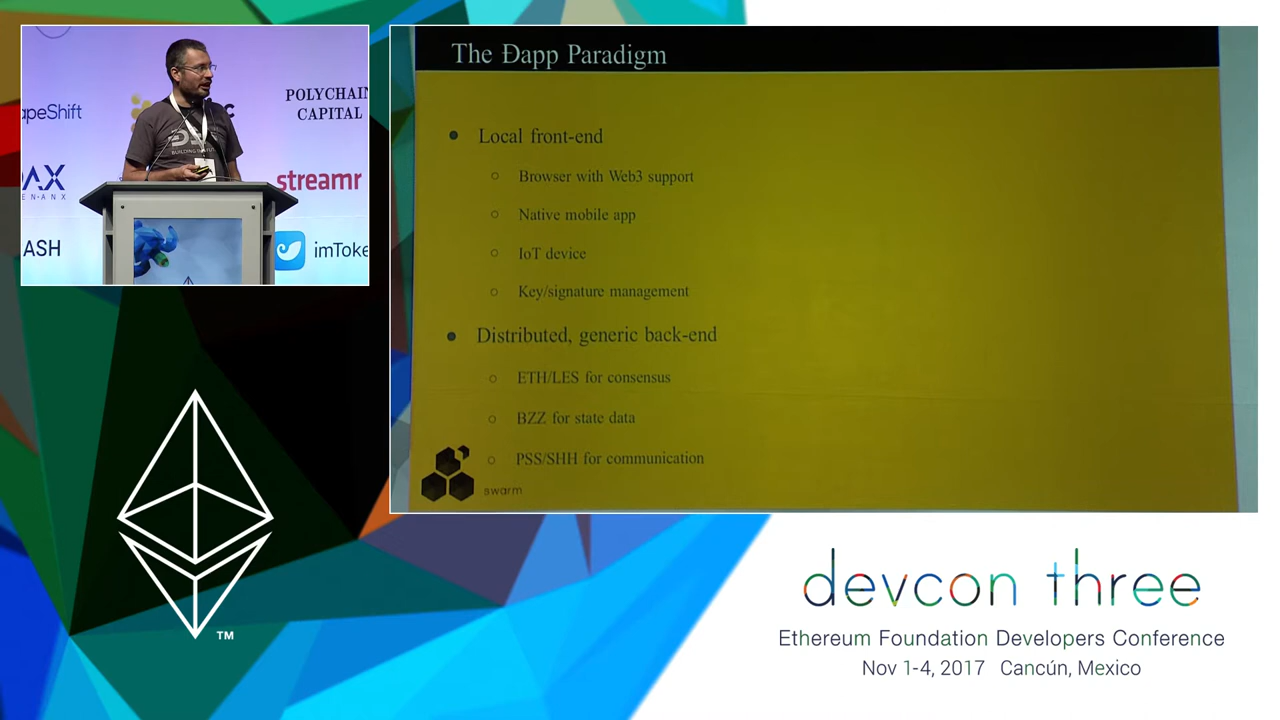 apeShift
POLYCHAIN
CAPITAL
streamr
ASH
imToke
The Đapp Paradigm
Local front-end
Browser with Web3 support
Native mobile app
IoT device
Key/signature management
Distributed, generic back-end
ETH/LES for consensus
BZZ for state data
PSS/SHH for communication
swarm
TM
devcon three
Ethereum Foundation Developers Conference
Nov 1-4, 2017 Cancún, Mexico